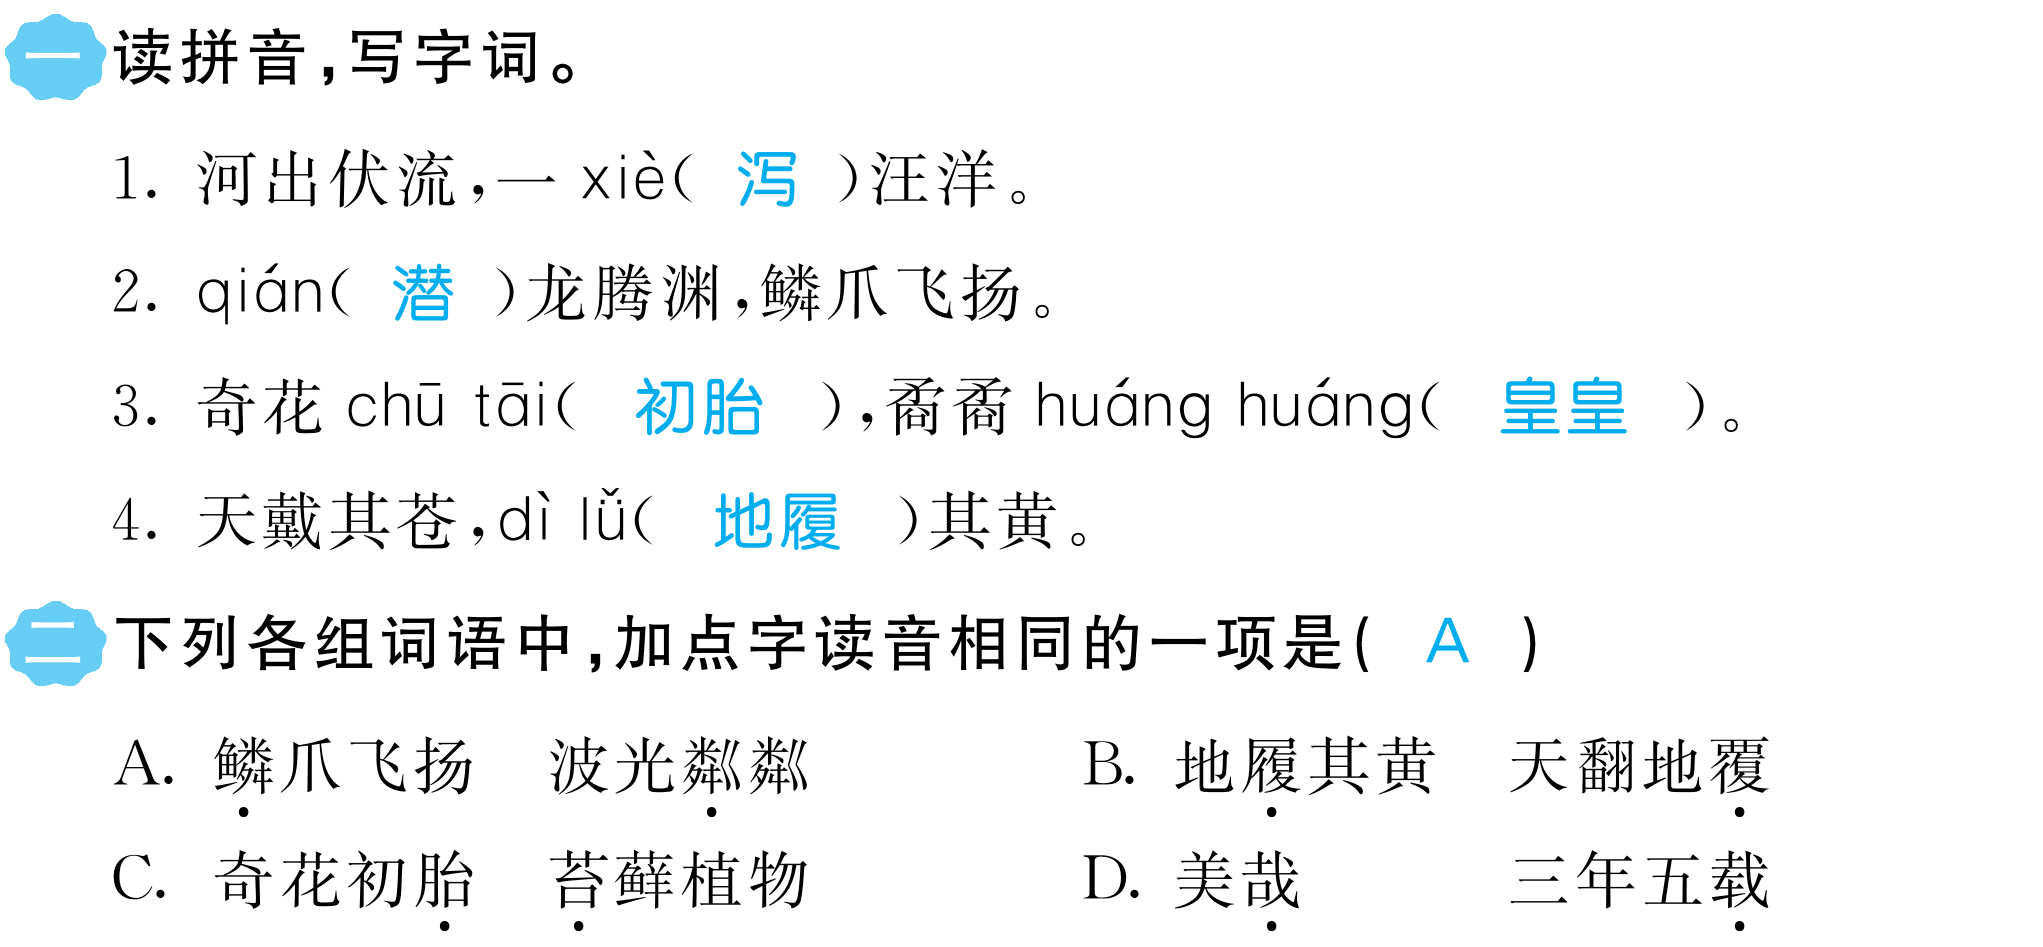 一 读拼音,写字词。
1. 河出伏流,一 xiè( 泻 )汪洋。
2. qián( 潜 )龙腾渊,鳞爪飞扬。
3. 奇花 chū tāi( 初胎 ),矞矞 huáng huáng( 皇皇 )。
4. 天戴其苍,dì lǚ( 地履 )其黄。
二 下列各组词语中,加点字读音相同的一项是( A )
A. 鳞爪飞扬 波光粼粼 B. 地履其黄 天翻地覆
C. 奇花初胎 苔藓植物 D. 美哉 三年五载